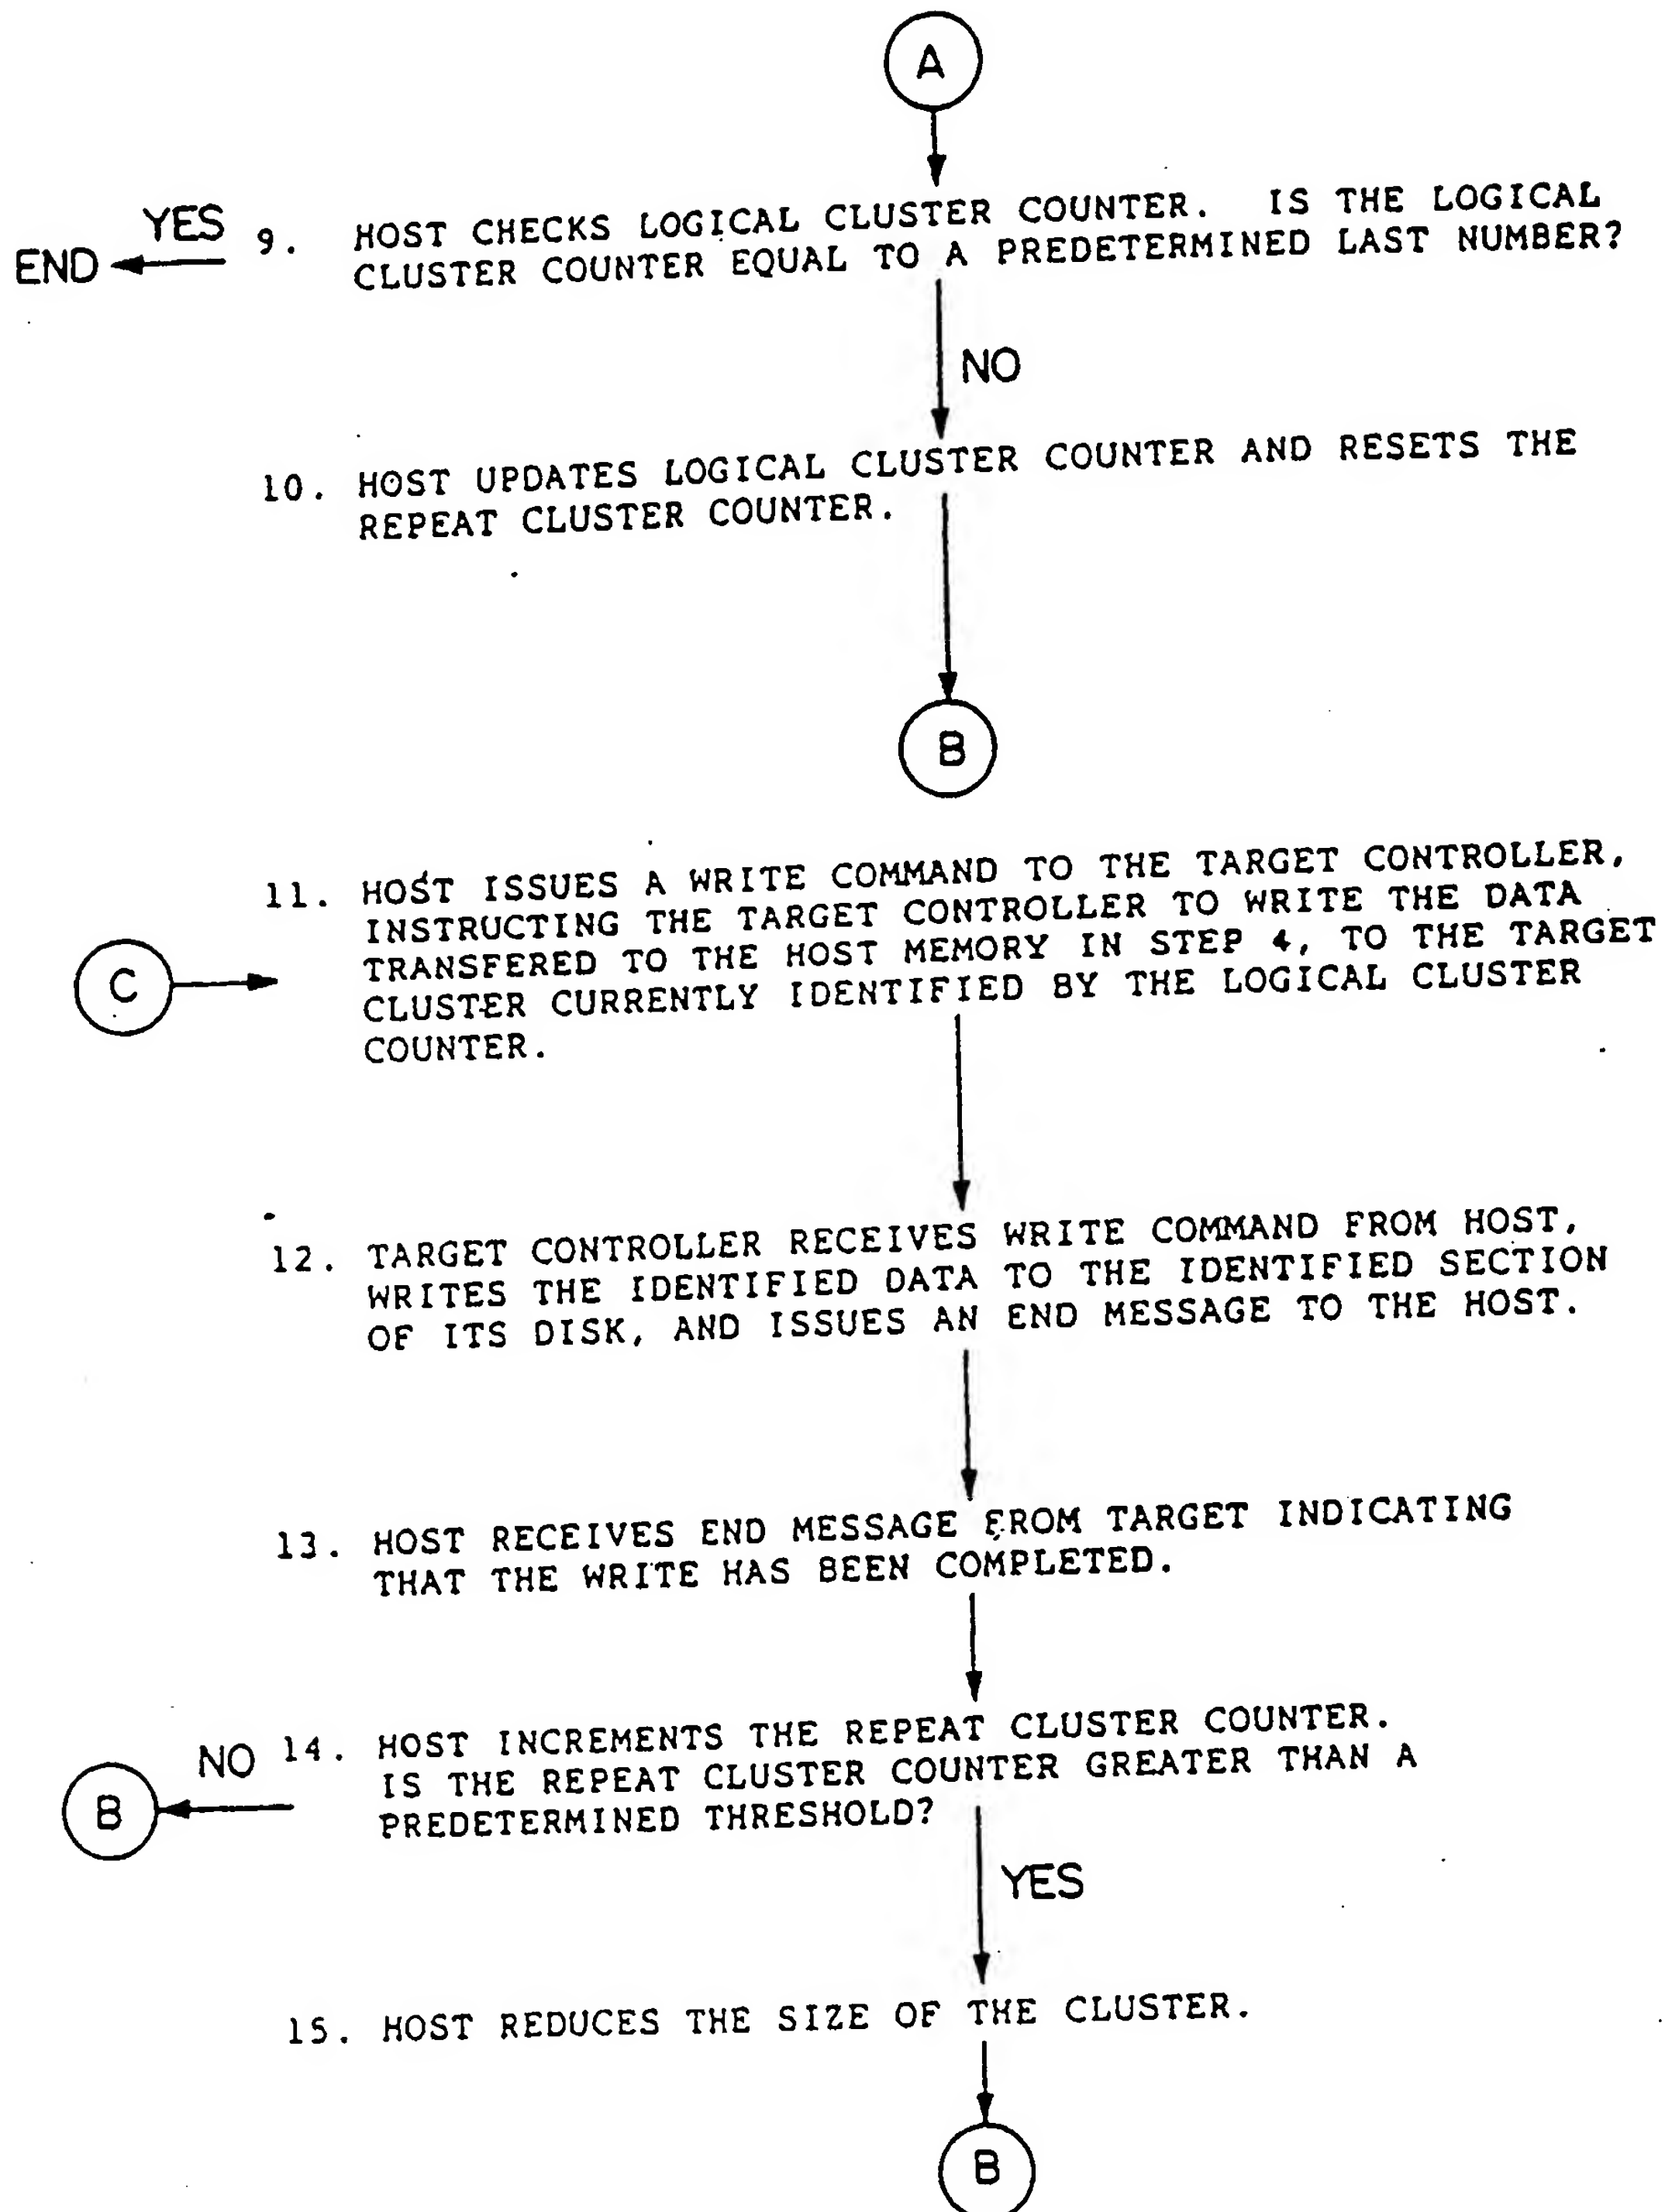 A
YES
END
9. HOST CHECKS LOGICAL CLUSTER COUNTER. IS THE LOGICAL
CLUSTER COUNTER EQUAL TO A PREDETERMINED LAST NUMBER?
NO
10. HOST UPDATES LOGICAL CLUSTER COUNTER AND RESETS THE
REPEAT CLUSTER COUNTER.
B
11. HOST ISSUES A WRITE COMMAND TO THE TARGET CONTROLLER,
INSTRUCTING THE TARGET CONTROLLER TO WRITE THE DATA
TRANSFERED TO THE HOST MEMORY IN STEP 4, TO THE TARGET
CLUSTER CURRENTLY IDENTIFIED BY THE LOGICAL CLUSTER
COUNTER.
C
12. TARGET CONTROLLER RECEIVES WRITE COMMAND FROM HOST,
WRITES THE IDENTIFIED DATA TO THE IDENTIFIED SECTION
OF ITS DISK, AND ISSUES AN END MESSAGE TO THE HOST.
13. HOST RECEIVES END MESSAGE FROM TARGET INDICATING
THAT THE WRITE HAS BEEN COMPLETED.
14. HOST INCREMENTS THE REPEAT CLUSTER COUNTER.
IS THE REPEAT CLUSTER COUNTER GREATER THAN A
PREDETERMINED THRESHOLD?
NO
B
YES
15. HOST REDUCES THE SIZE OF THE CLUSTER.
B